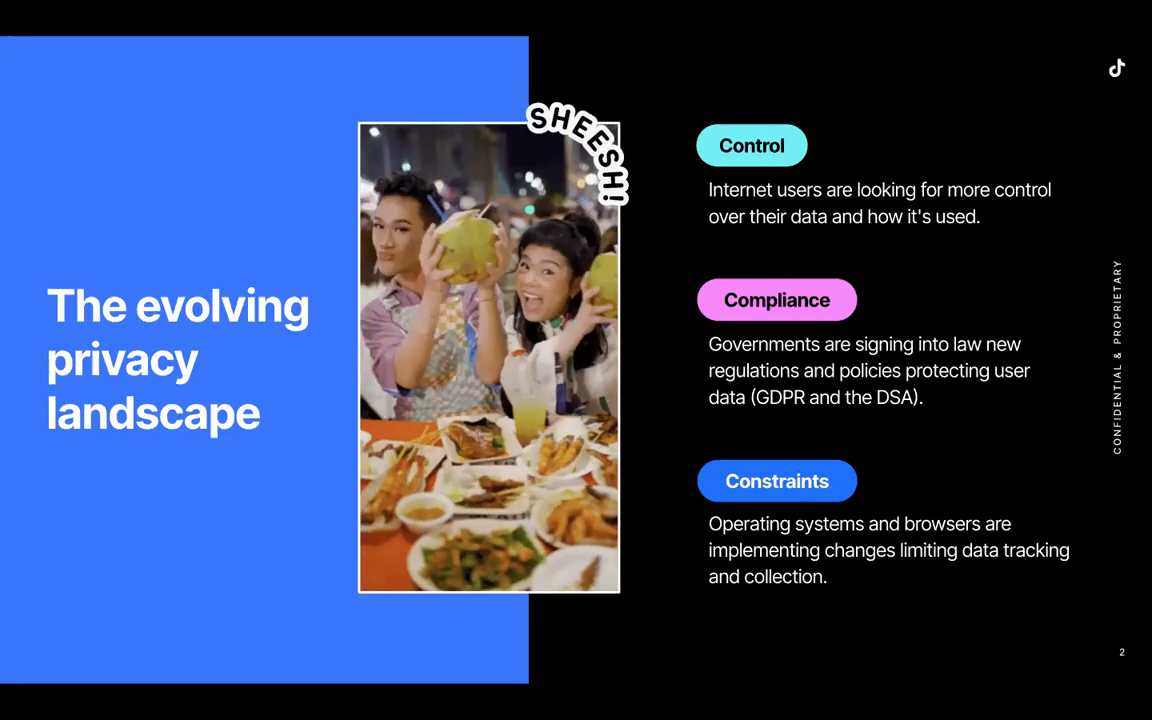 The evolving
privacy
landscape
SHEESH!
Control
Internet users are looking for more control
over their data and how it's used.
Compliance
Governments are signing into law new
regulations and policies protecting user
data (GDPR and the DSA).
Constraints
Operating systems and browsers are
implementing changes limiting data tracking
and collection.
CONFIDENTIAL & PROPRIETARY
2